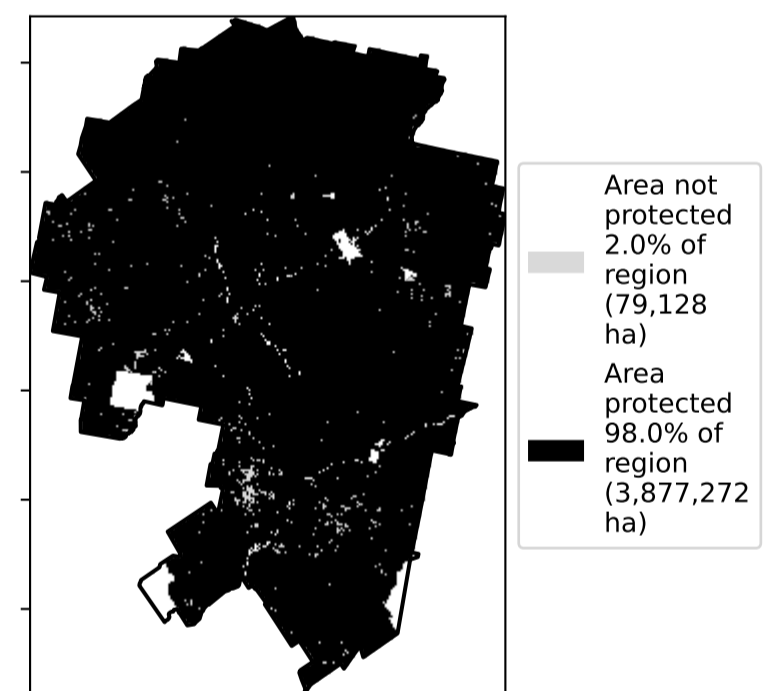 Area not
protected
2.0% of
region
(79,128
ha)
Area
protected
98.0% of
region
(3,877,272
ha)